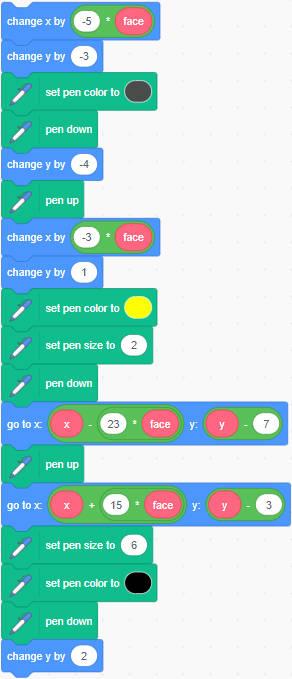 change x by -5 * face
change y by -3
set pen color to
pen down
change y by -4
pen up
change x by -3 * face
change y by 1
set pen color to
set pen size to 2
pen down
go to x: x - 23 * face y: y - 7
pen up
go to x: x + 15 * face y: y - 3
set pen size to 6
set pen color to
pen down
change y by 2